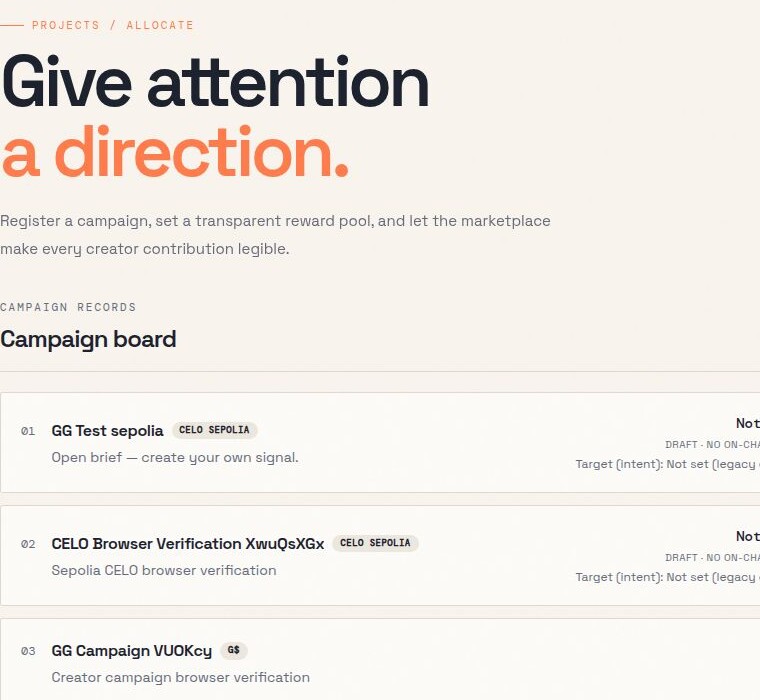 PROJECTS / ALLOCATE
Give attention
a direction.
Register a campaign, set a transparent reward pool, and let the marketplace
make every creator contribution legible.
CAMPAIGN RECORDS
Campaign board
01 GG Test sepolia CELO SEPOLIA
Open brief — create your own signal.
Not
DRAFT · NO ON-CHA
Target (intent): Not set (legacy
02 CELO Browser Verification XwuQsXGx CELO SEPOLIA
Sepolia CELO browser verification
Not
DRAFT · NO ON-CHA
Target (intent): Not set (legacy
03 GG Campaign VUOKcy G$
Creator campaign browser verification